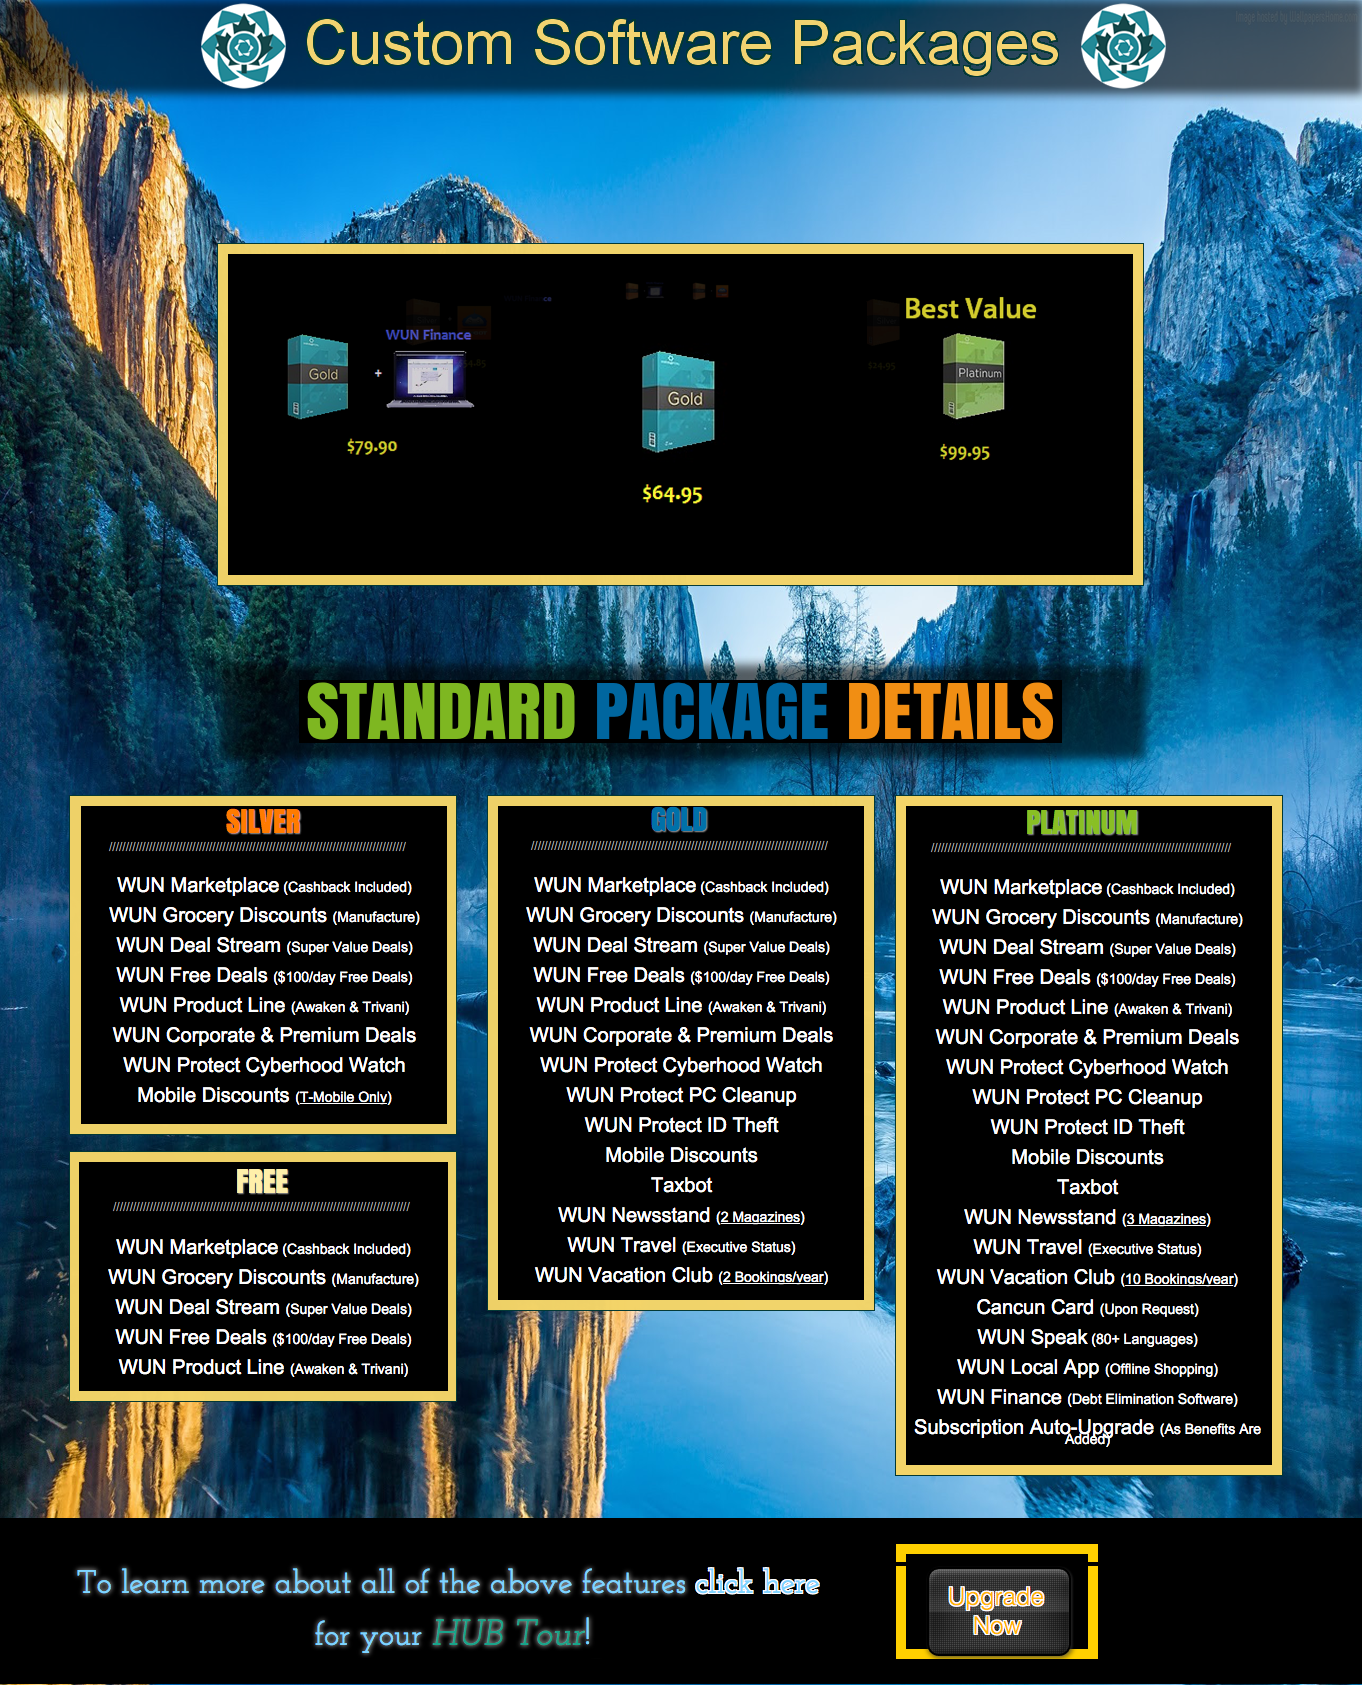 Custom Software Packages
Best Value
WUN Finance
Gold
+
Gold
Platinum
$79.90
$64.95
$99.95
$24.95
STANDARD PACKAGE DETAILS
SILVER
WUN Marketplace (Cashback Included)
WUN Grocery Discounts (Manufacture)
WUN Deal Stream (Super Value Deals)
WUN Free Deals ($100/day Free Deals)
WUN Product Line (Awaken & Trivani)
WUN Corporate & Premium Deals
WUN Protect Cyberhood Watch
Mobile Discounts (T-Mobile Only)
FREE
WUN Marketplace (Cashback Included)
WUN Grocery Discounts (Manufacture)
WUN Deal Stream (Super Value Deals)
WUN Free Deals ($100/day Free Deals)
WUN Product Line (Awaken & Trivani)
GOLD
WUN Marketplace (Cashback Included)
WUN Grocery Discounts (Manufacture)
WUN Deal Stream (Super Value Deals)
WUN Free Deals ($100/day Free Deals)
WUN Product Line (Awaken & Trivani)
WUN Corporate & Premium Deals
WUN Protect Cyberhood Watch
WUN Protect PC Cleanup
WUN Protect ID Theft
Mobile Discounts
Taxbot
WUN Newsstand (2 Magazines)
WUN Travel (Executive Status)
WUN Vacation Club (2 Bookings/year)
PLATINUM
WUN Marketplace (Cashback Included)
WUN Grocery Discounts (Manufacture)
WUN Deal Stream (Super Value Deals)
WUN Free Deals ($100/day Free Deals)
WUN Product Line (Awaken & Trivani)
WUN Corporate & Premium Deals
WUN Protect Cyberhood Watch
WUN Protect PC Cleanup
WUN Protect ID Theft
Mobile Discounts
Taxbot
WUN Newsstand (3 Magazines)
WUN Travel (Executive Status)
WUN Vacation Club (10 Bookings/year)
Cancun Card (Upon Request)
WUN Speak (80+ Languages)
WUN Local App (Offline Shopping)
WUN Finance (Debt Elimination Software)
Subscription Auto-Upgrade (As Benefits Are
Added)
To learn more about all of the above features click here
for your HUB Tour!
Upgrade
Now